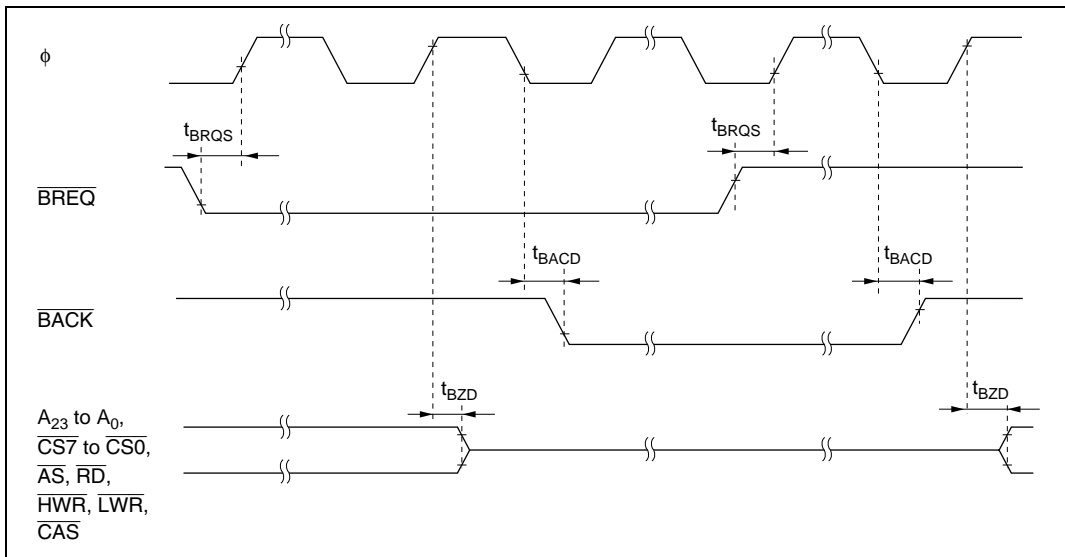 ϕ
tBRQS tBRQS
BREQ
tBACD tBACD
BACK
tBZD tBZD
A23 to A0,
CS7 to CS0,
AS, RD,
HWR, LWR,
CAS